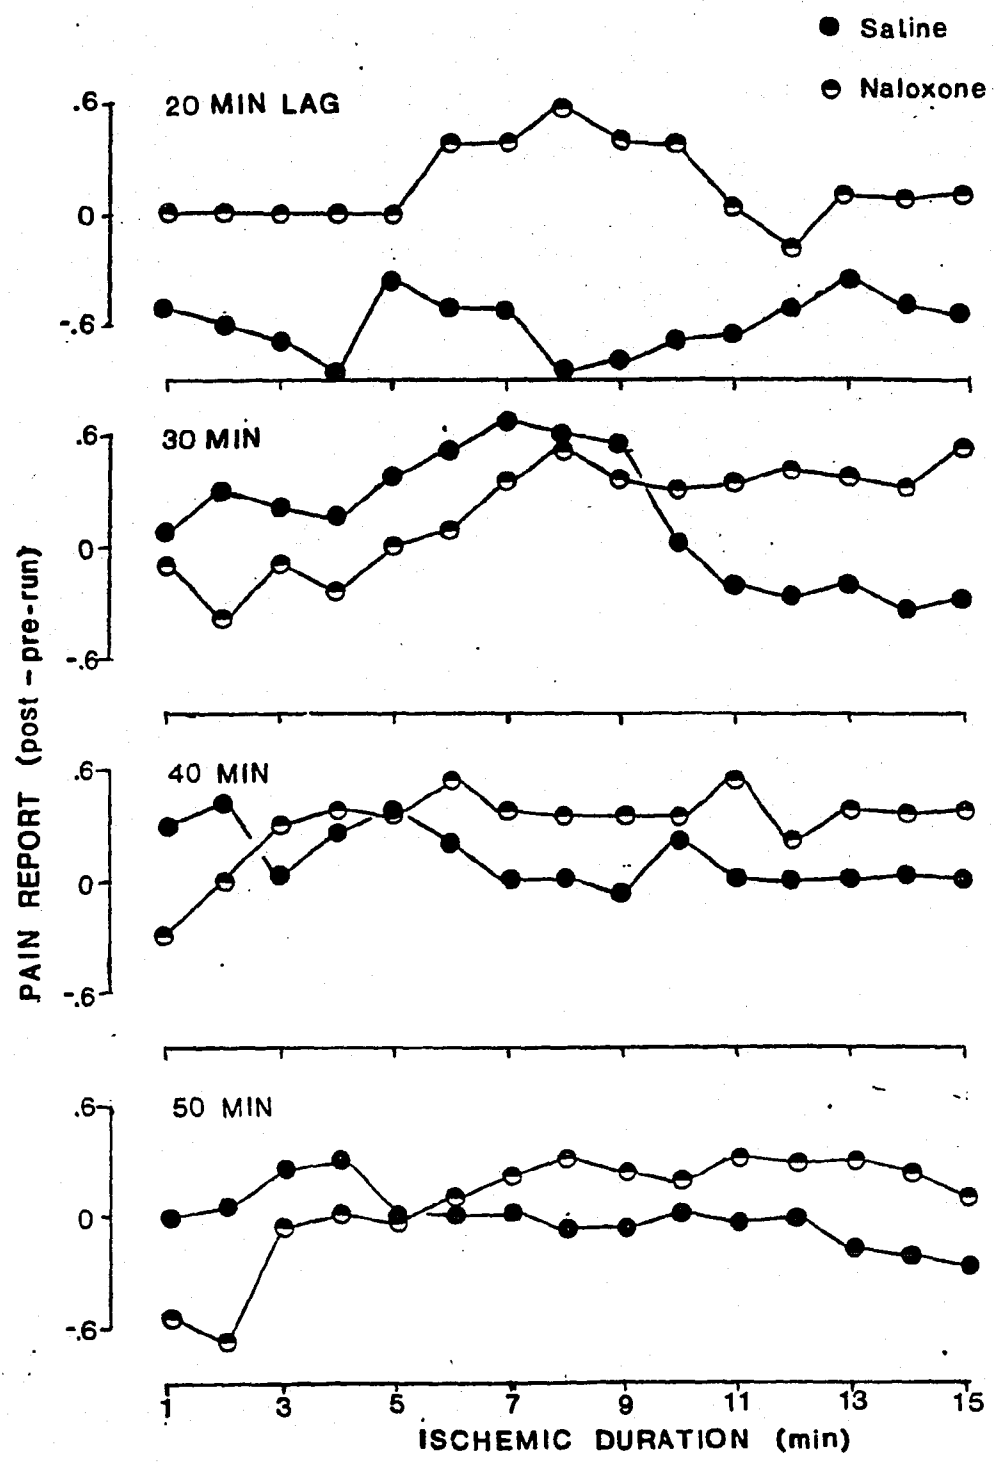 Saline
Naloxone
20 MIN LAG
.6
0
-.6
30 MIN
.6
0
-.6
40 MIN
.6
0
-.6
50 MIN
.6
0
-.6
PAIN REPORT (post - pre-run)
1 3 5 7 9 11 13 15
ISCHEMIC DURATION (min)